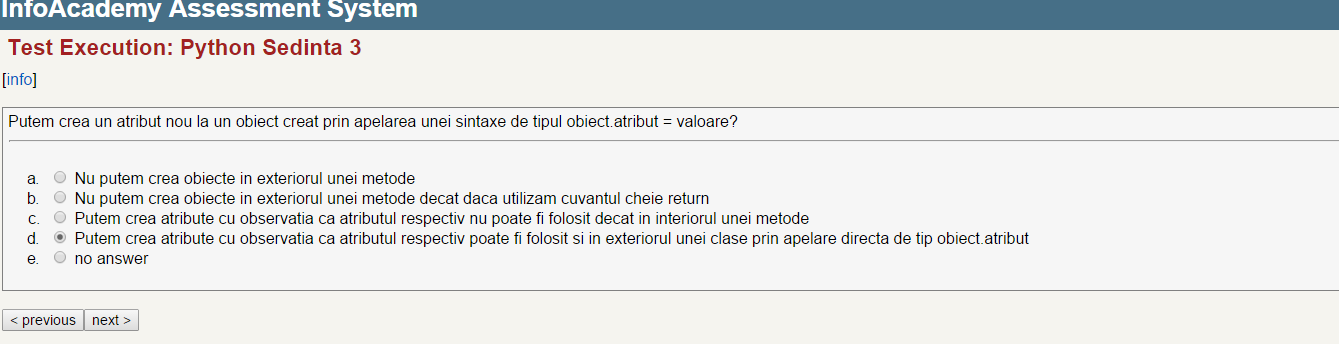 InfoAcademy Assessment System
Test Execution: Python Sedinta 3
[info]
Putem crea un atribut nou la un obiect creat prin apelarea unei sintaxe de tipul obiect.atribut = valoare?
a. Nu putem crea obiecte in exteriorul unei metode
b. Nu putem crea obiecte in exteriorul unei metode decat daca utilizam cuvantul cheie return
c. Putem crea atribute cu observatia ca atributul respectiv nu poate fi folosit decat in interiorul unei metode
d. Putem crea atribute cu observatia ca atributul respectiv poate fi folosit si in exteriorul unei clase prin apelare directa de tip obiect.atribut
e. no answer
< previous next >